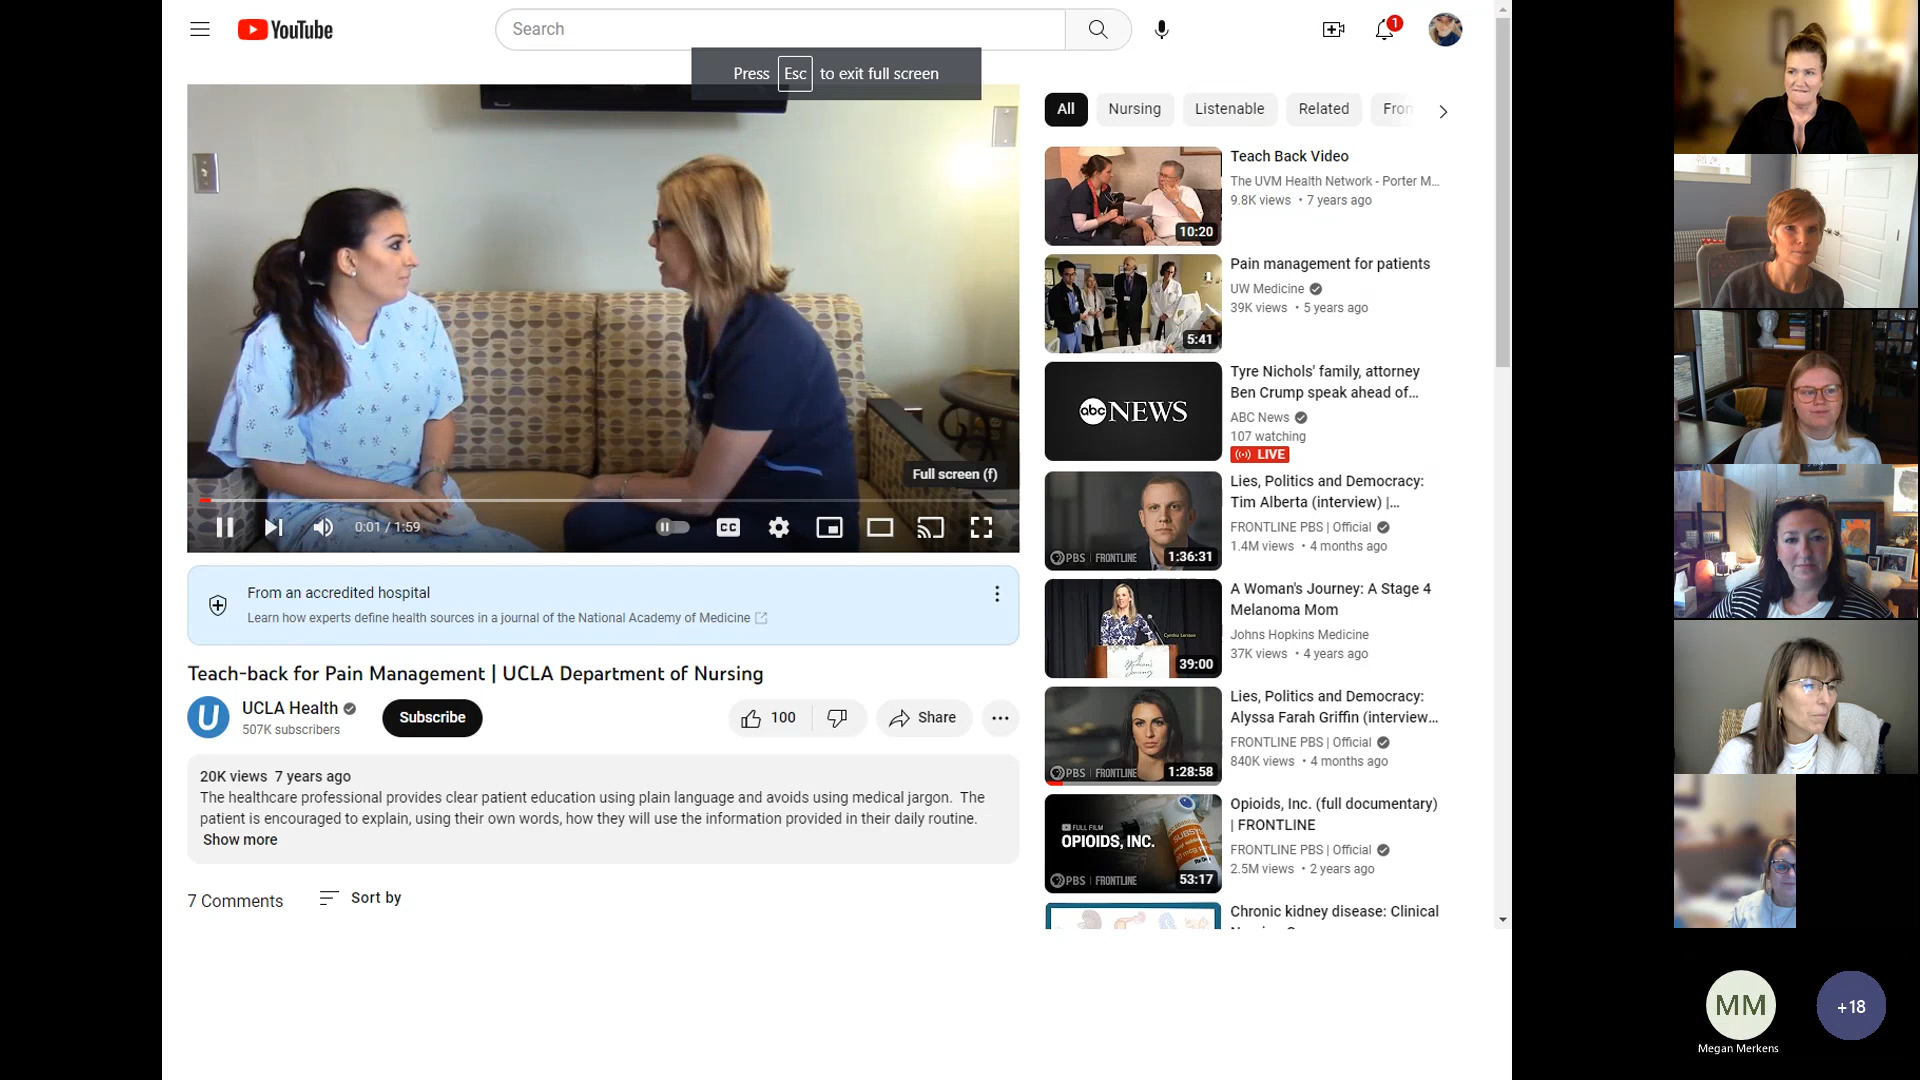 YouTube
Search
1
Press Esc to exit full screen
Full screen (f)
0:01 / 1:59
CC
From an accredited hospital
Learn how experts define health sources in a journal of the National Academy of Medicine
Teach-back for Pain Management | UCLA Department of Nursing
U
UCLA Health
507K subscribers
Subscribe
100
Share
20K views 7 years ago
The healthcare professional provides clear patient education using plain language and avoids using medical jargon. The
patient is encouraged to explain, using their own words, how they will use the information provided in their daily routine.
Show more
7 Comments
Sort by
All
Nursing
Listenable
Related
From
10:20
Teach Back Video
The UVM Health Network - Porter M...
9.8K views • 7 years ago
5:41
Pain management for patients
UW Medicine
39K views • 5 years ago
abc NEWS
Tyre Nichols' family, attorney
Ben Crump speak ahead of...
ABC News
107 watching
LIVE
PBS | FRONTLINE
1:36:31
Lies, Politics and Democracy:
Tim Alberta (interview) |...
FRONTLINE PBS | Official
1.4M views • 4 months ago
39:00
A Woman's Journey: A Stage 4
Melanoma Mom
Johns Hopkins Medicine
37K views • 4 years ago
PBS | FRONTLINE
1:28:58
Lies, Politics and Democracy:
Alyssa Farah Griffin (interview...
FRONTLINE PBS | Official
840K views • 4 months ago
FULL FILM
OPIOIDS, INC.
PBS | FRONTLINE
53:17
Opioids, Inc. (full documentary)
| FRONTLINE
FRONTLINE PBS | Official
2.5M views • 2 years ago
Chronic kidney disease: Clinical
MM
Megan Merkens
+18